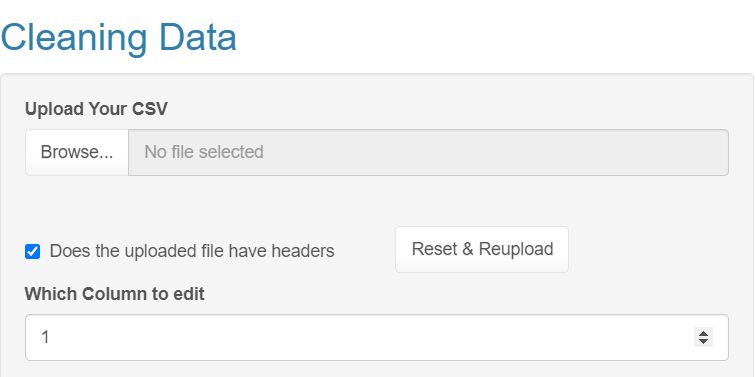 Cleaning Data
Upload Your CSV
Browse... No file selected
Does the uploaded file have headers Reset & Reupload
Which Column to edit
1